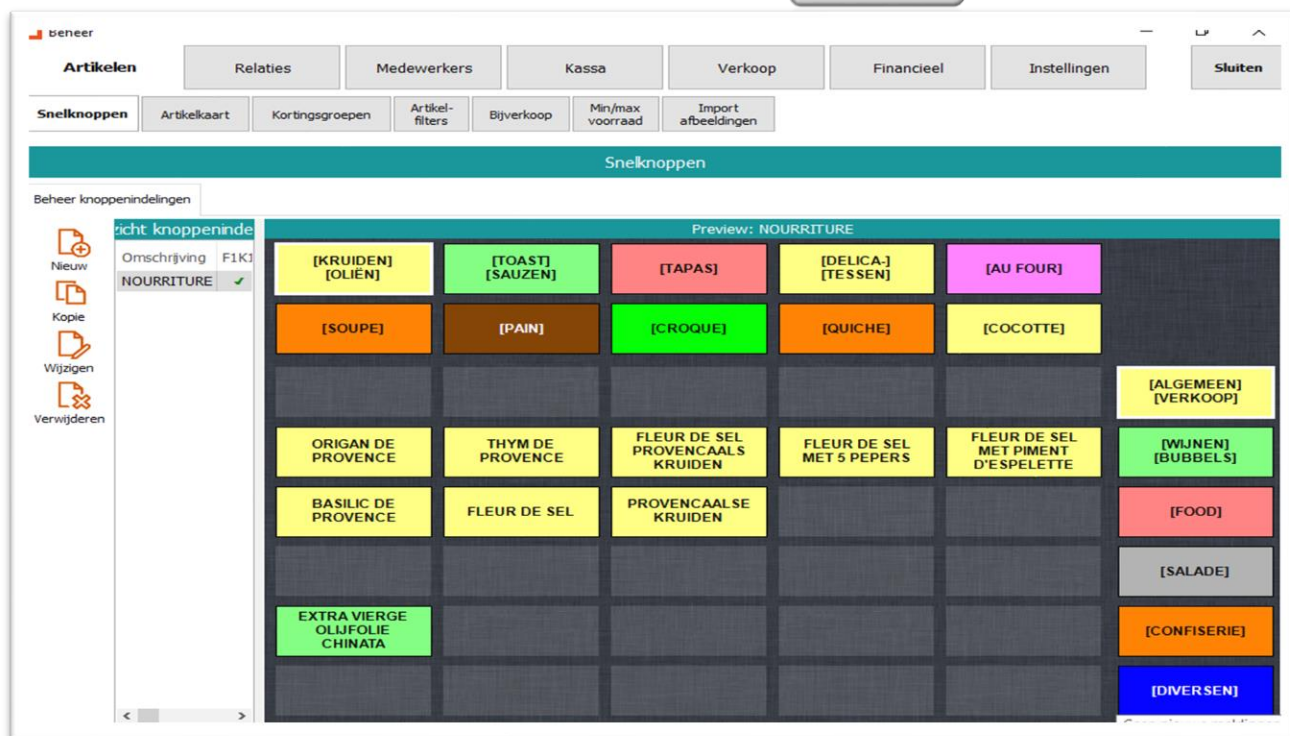 Beheer
Artikelen Relaties Medewerkers Kassa Verkoop Financieel Instellingen Sluiten
Snelknoppen Artikelkaart Kortingsgroepen Artikel-
filters Bijverkoop Min/max
voorraad Import
afbeeldingen
Snelknoppen
Beheer knoppenindelingen
zicht knoppeninde
Preview: NOURRITURE
Nieuw
Kopie
Wijzigen
Verwijderen
Omschrijving F1K1
NOURRITURE
[KRUIDEN]
[OLIËN]
[TOAST]
[SAUZEN]
[TAPAS]
[DELICA-]
[TESSEN]
[AU FOUR]
[SOUPE]
[PAIN]
[CROQUE]
[QUICHE]
[COCOTTE]
[ALGEMEEN]
[VERKOOP]
ORIGAN DE
PROVENCE
THYM DE
PROVENCE
FLEUR DE SEL
PROVENCAALS
KRUIDEN
FLEUR DE SEL
MET 5 PEPERS
FLEUR DE SEL
MET PIMENT
D'ESPELETTE
[WIJNEN]
[BUBBELS]
BASILIC DE
PROVENCE
FLEUR DE SEL
PROVENCAALSE
KRUIDEN
[FOOD]
[SALADE]
EXTRA VIERGE
OLIJFOLIE
CHINATA
[CONFISERIE]
[DIVERSEN]